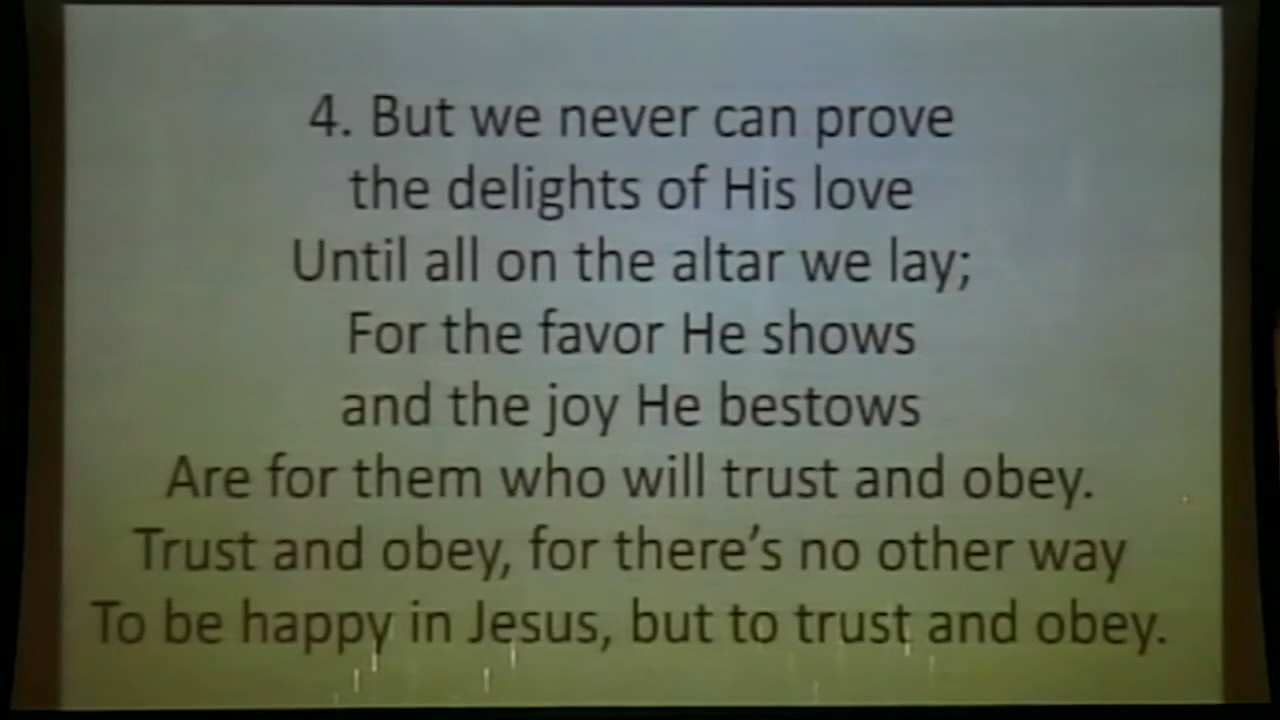 4. But we never can prove
the delights of His love
Until all on the altar we lay;
For the favor He shows
and the joy He bestows
Are for them who will trust and obey.
Trust and obey, for there's no other way
To be happy in Jesus, but to trust and obey.